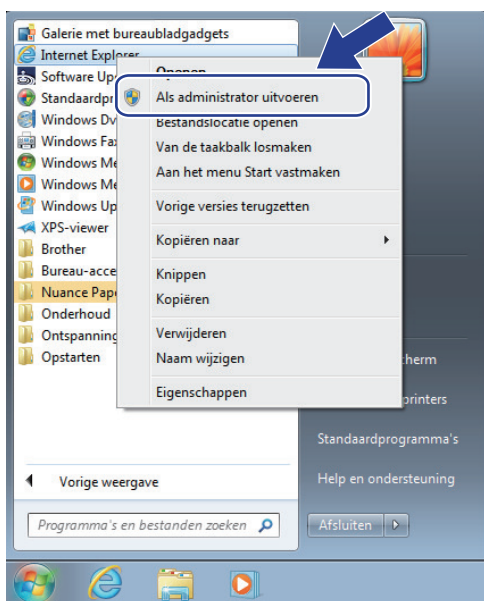 Galerie met bureaubladgadgets
Internet Explorer
Software Up
Standaardpr
Windows Dv
Windows Fa
Windows Me
Windows Me
Windows Up
XPS-viewer
Brother
Bureau-acce
Nuance Pape
Onderhoud
Ontspanning
Opstarten
Openen
Als administrator uitvoeren
Bestandslocatie openen
Van de taakbalk losmaken
Aan het menu Start vastmaken
Vorige versies terugzetten
Kopiëren naar
Knippen
Kopiëren
Verwijderen
Naam wijzigen
Eigenschappen
herm
printers
Standaardprogramma's
Help en ondersteuning
Vorige weergave
Programma's en bestanden zoeken
Afsluiten